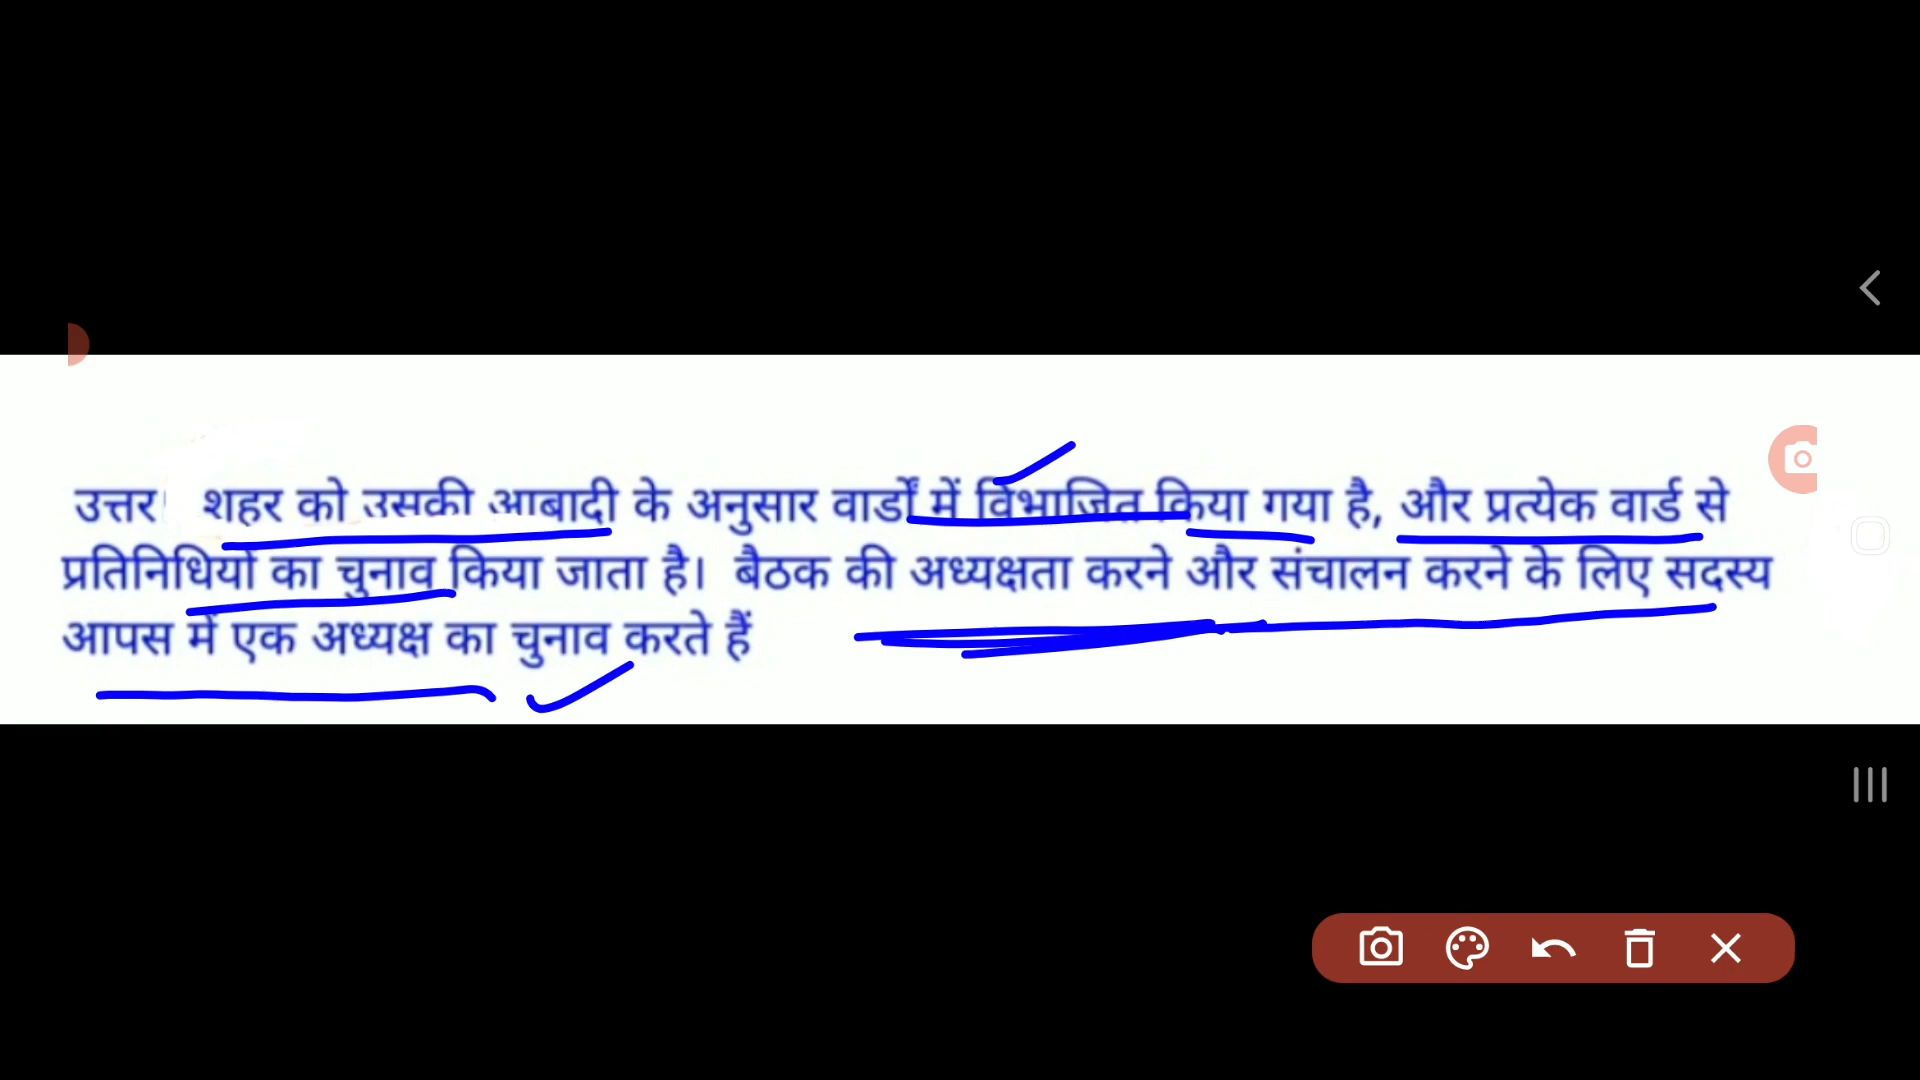 उत्तर शहर को उसकी आबादी के अनुसार वार्डों में विभाजित किया गया है, और प्रत्येक वार्ड से
प्रतिनिधियों का चुनाव किया जाता है। बैठक की अध्यक्षता करने और संचालन करने के लिए सदस्य
आपस में एक अध्यक्ष का चुनाव करते हैं